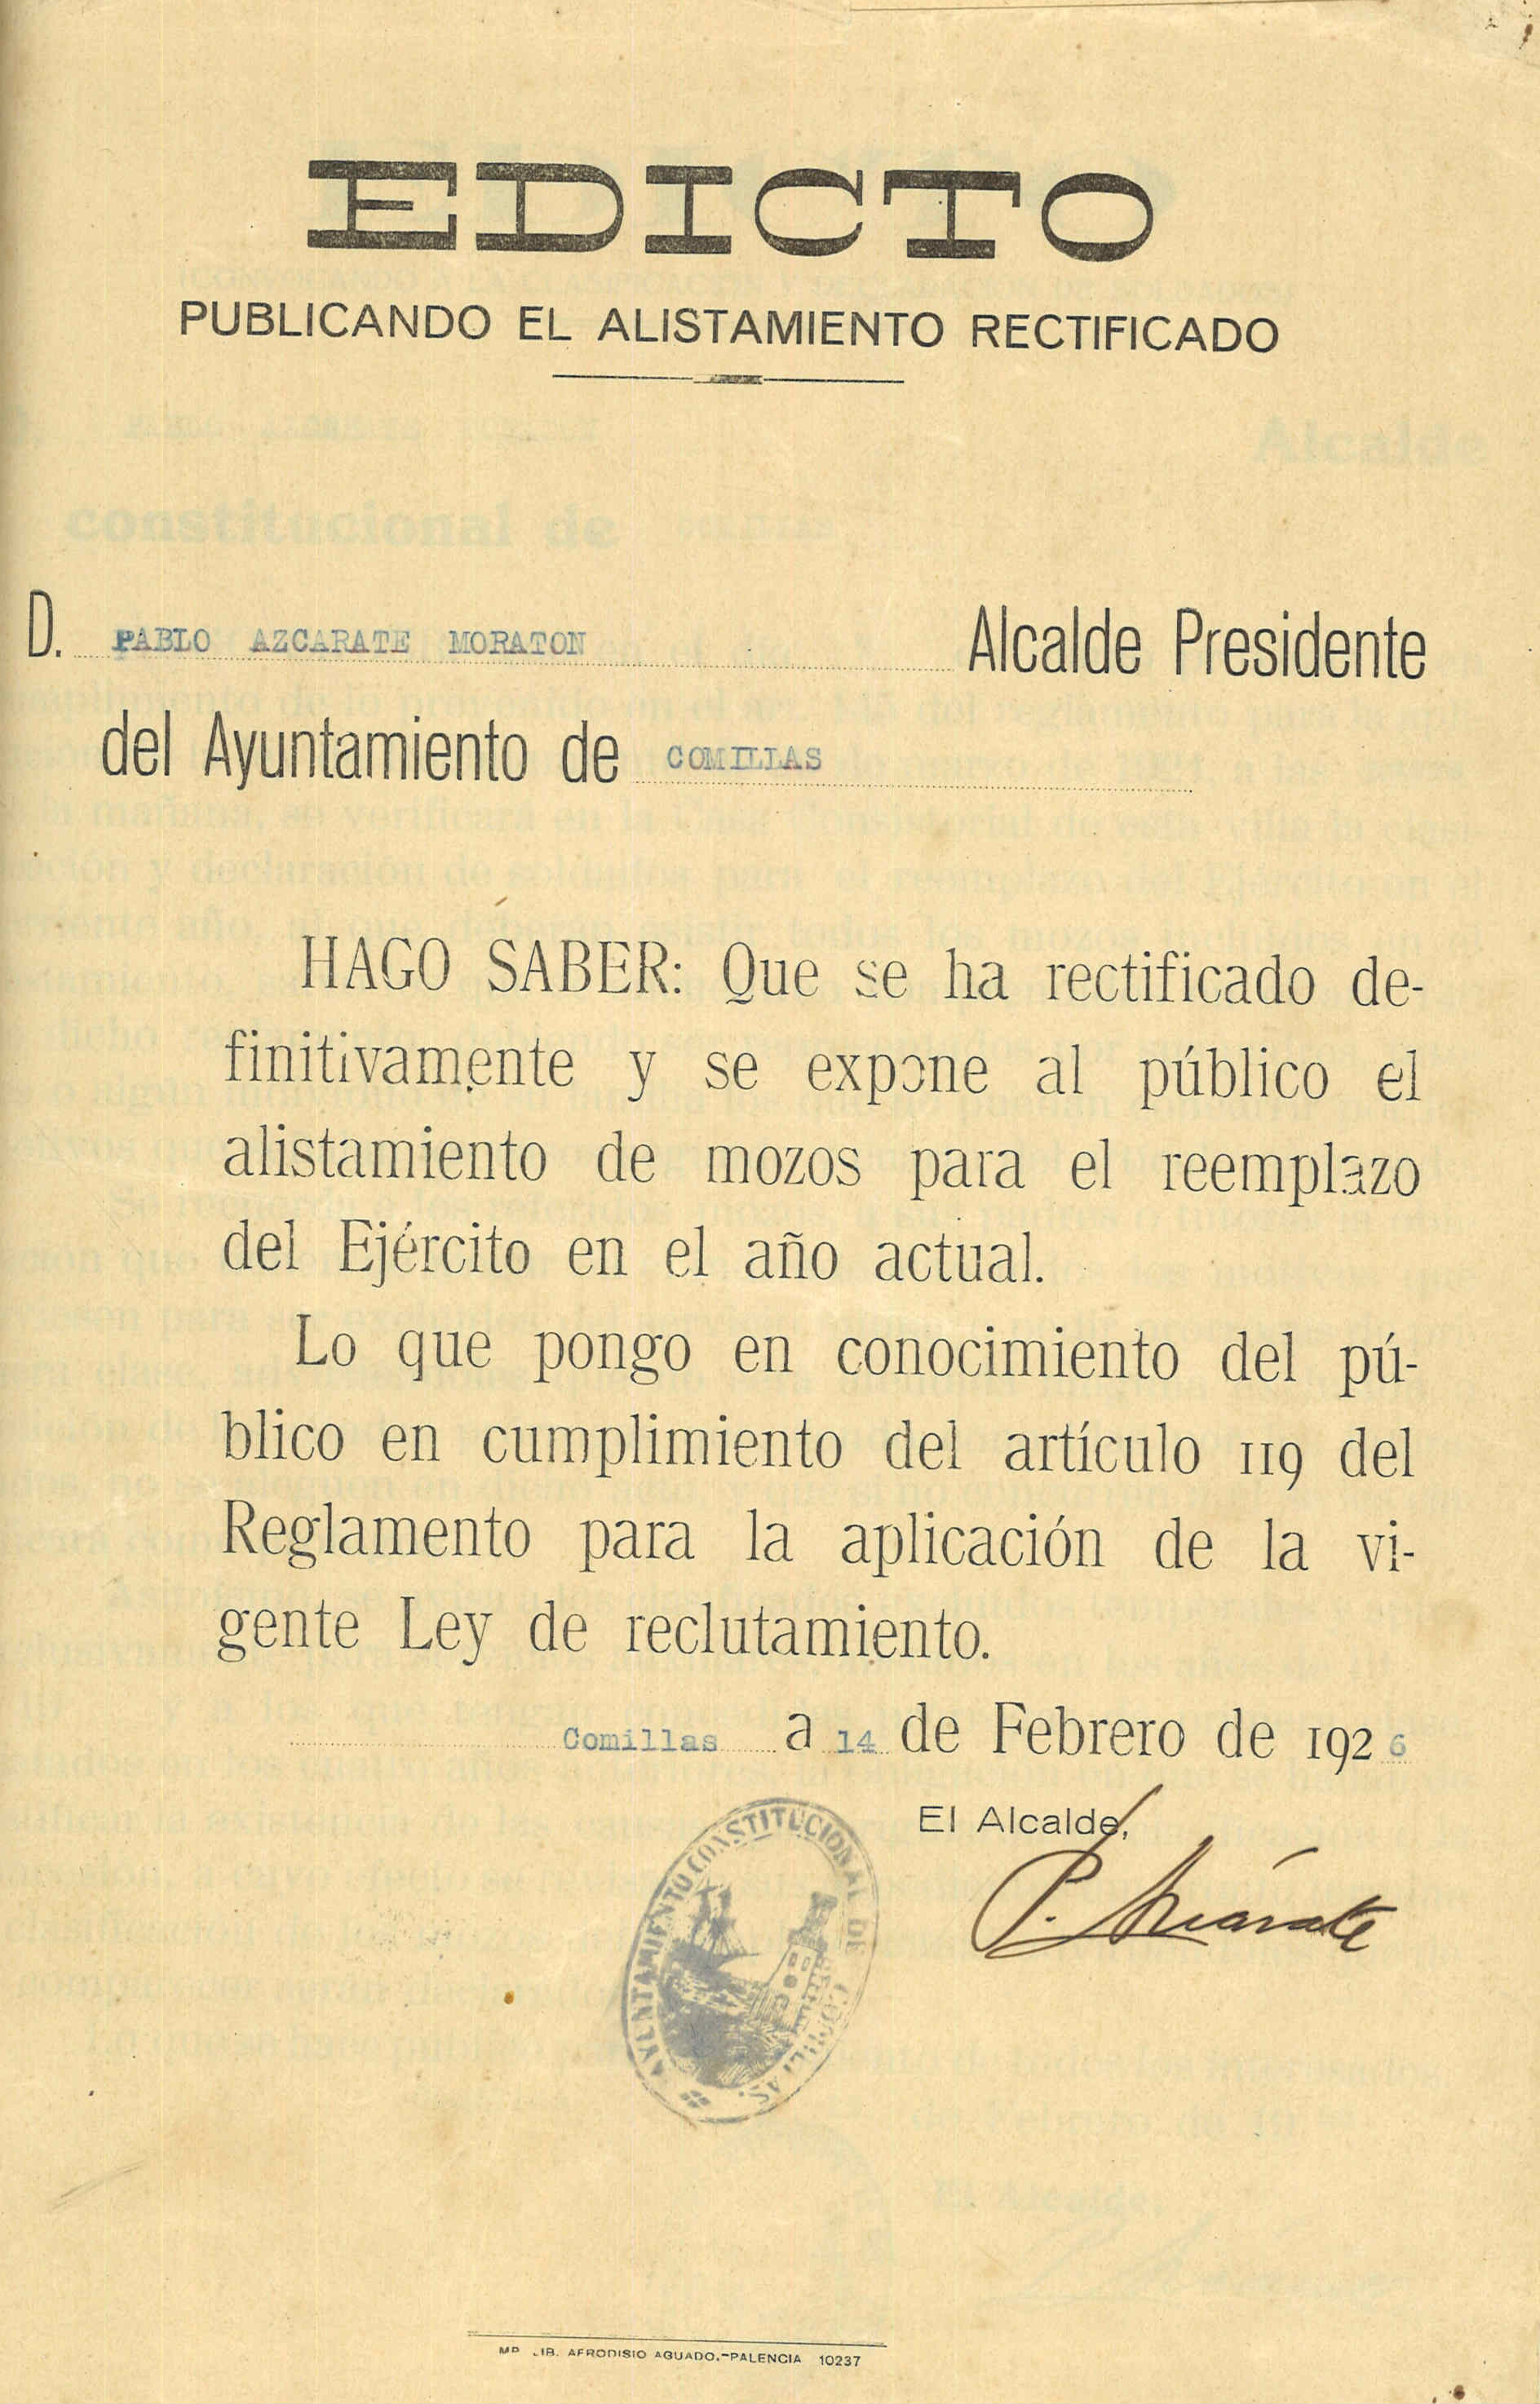 EDICTO
PUBLICANDO EL ALISTAMIENTO RECTIFICADO
D. PABLO AZCARATE MORATON Alcalde Presidente
del Ayuntamiento de COMILLAS
HAGO SABER: Que se ha rectificado de-
finitivamente y se expone al público el
alistamiento de mozos para el reemplazo
del Ejército en el año actual.
Lo que pongo en conocimiento del pú-
blico en cumplimiento del artículo 119 del
Reglamento para la aplicación de la vi-
gente Ley de reclutamiento.
Comillas a 14 de Febrero de 1926
El Alcalde,
P. Azcárate
AYUNTAMIENTO CONSTITUCIONAL DE COMILLAS.
AFRODISIO AGUADO.-PALENCIA 10237